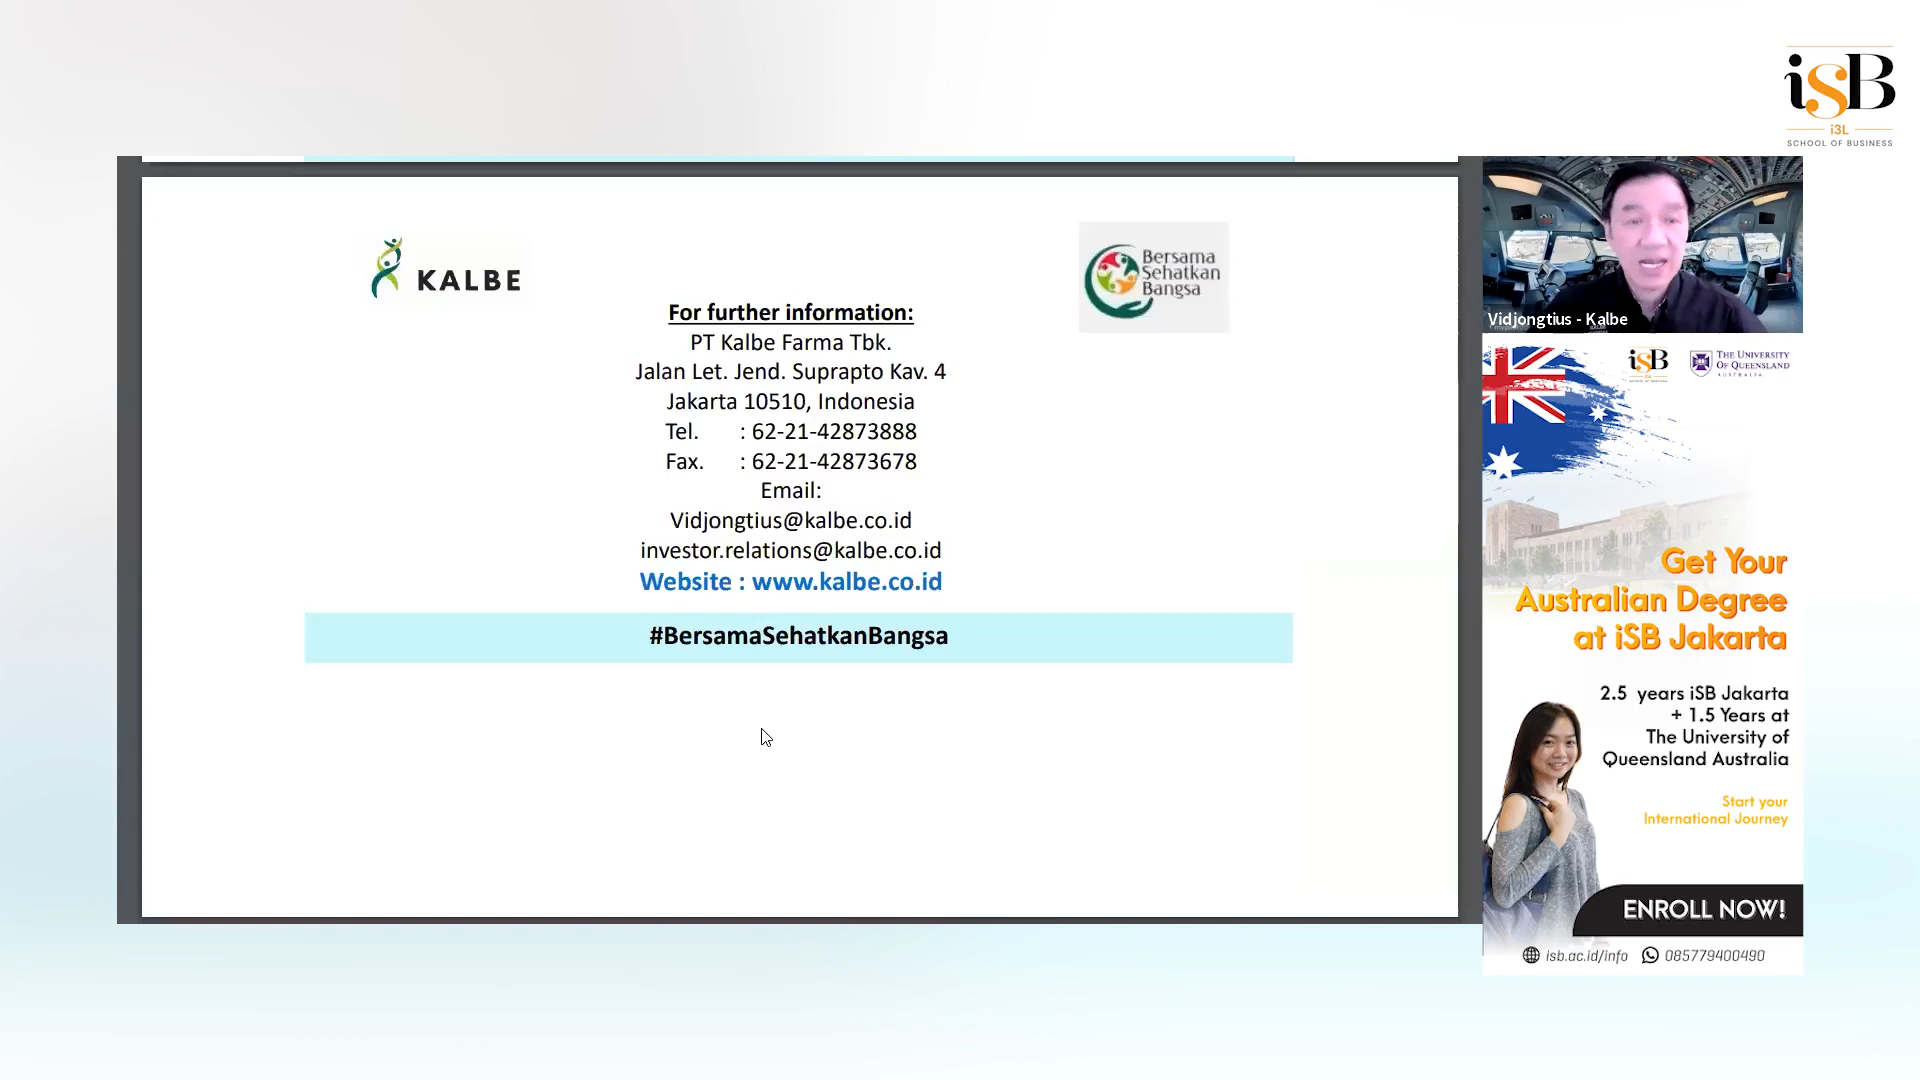 iSB
i3L
SCHOOL OF BUSINESS
KALBE
Bersama
Sehatkan
Bangsa
For further information:
PT Kalbe Farma Tbk.
Jalan Let. Jend. Suprapto Kav. 4
Jakarta 10510, Indonesia
Tel. : 62-21-42873888
Fax. : 62-21-42873678
Email:
Vidjongtius@kalbe.co.id
investor.relations@kalbe.co.id
Website : www.kalbe.co.id
#BersamaSehatkanBangsa
Vidjongtius - Kalbe
iSB
THE UNIVERSITY
OF QUEENSLAND
AUSTRALIA
Get Your
Australian Degree
at iSB Jakarta
2.5 years iSB Jakarta
+ 1.5 Years at
The University of
Queensland Australia
Start your
International Journey
ENROLL NOW!
isb.ac.id/info 085779400490